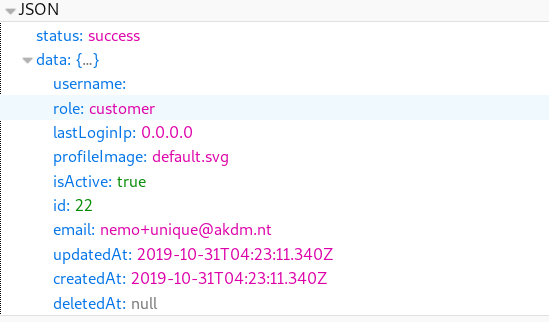 JSON
status: success
data: {…}
username:
role: customer
lastLoginIp: 0.0.0.0
profileImage: default.svg
isActive: true
id: 22
email: nemo+unique@akdm.nt
updatedAt: 2019-10-31T04:23:11.340Z
createdAt: 2019-10-31T04:23:11.340Z
deletedAt: null